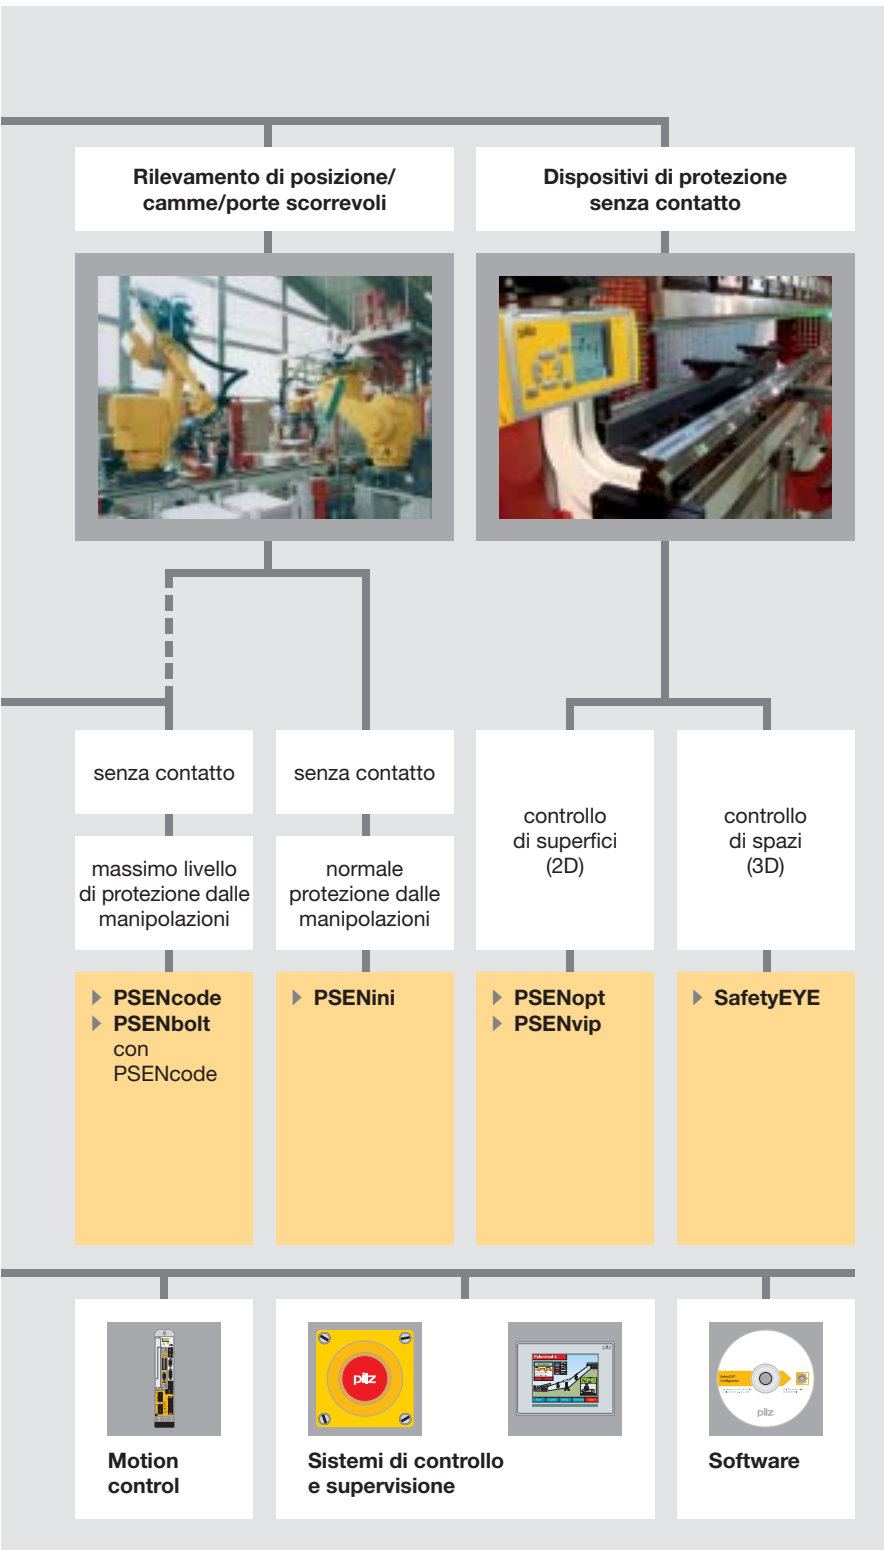 Rilevamento di posizione/
camme/porte scorrevoli
Dispositivi di protezione
senza contatto
pilz
senza contatto
massimo livello
di protezione dalle
manipolazioni
senza contatto
normale
protezione dalle
manipolazioni
controllo
di superfici
(2D)
controllo
di spazi
(3D)
PSENcode
PSENbolt
con
PSENcode
PSENini
PSENopt
PSENvip
SafetyEYE
pilz
pilz
pilz
Motion
control
Sistemi di controllo
e supervisione
Software